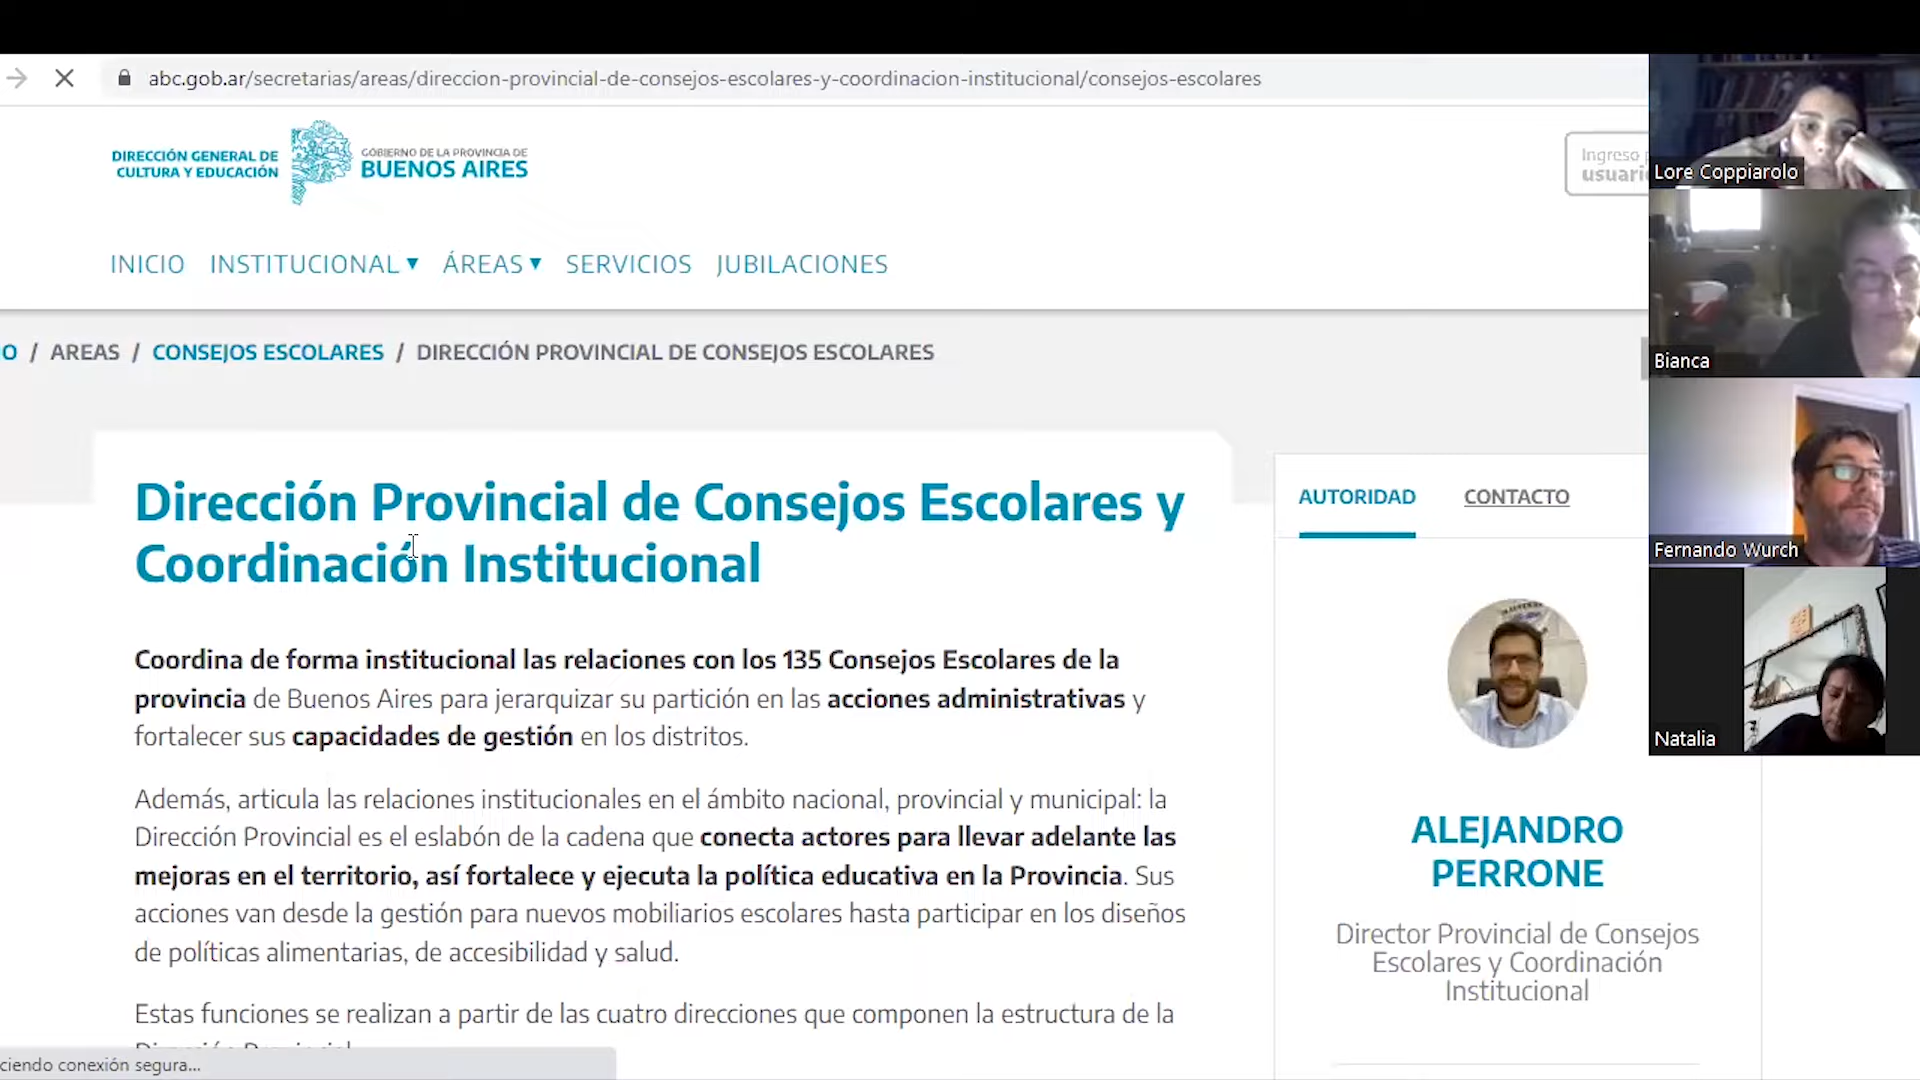 abc.gob.ar/secretarias/areas/direccion-provincial-de-consejos-escolares-y-coordinacion-institucional/consejos-escolares
DIRECCIÓN GENERAL DE
CULTURA Y EDUCACIÓN
GOBIERNO DE LA PROVINCIA DE
BUENOS AIRES
Ingreso
INICIO INSTITUCIONAL ▾ ÁREAS ▾ SERVICIOS JUBILACIONES
O / AREAS / CONSEJOS ESCOLARES / DIRECCIÓN PROVINCIAL DE CONSEJOS ESCOLARES
Dirección Provincial de Consejos Escolares y
Coordinación Institucional
Coordina de forma institucional las relaciones con los 135 Consejos Escolares de la
provincia de Buenos Aires para jerarquizar su partición en las acciones administrativas y
fortalecer sus capacidades de gestión en los distritos.
Además, articula las relaciones institucionales en el ámbito nacional, provincial y municipal: la
Dirección Provincial es el eslabón de la cadena que conecta actores para llevar adelante las
mejoras en el territorio, así fortalece y ejecuta la política educativa en la Provincia. Sus
acciones van desde la gestión para nuevos mobiliarios escolares hasta participar en los diseños
de políticas alimentarias, de accesibilidad y salud.
Estas funciones se realizan a partir de las cuatro direcciones que componen la estructura de la
ciendo conexión segura...
AUTORIDAD CONTACTO
ALEJANDRO
PERRONE
Director Provincial de Consejos
Escolares y Coordinación
Institucional
Lore Coppiarolo
Bianca
Fernando Wurch
Natalia